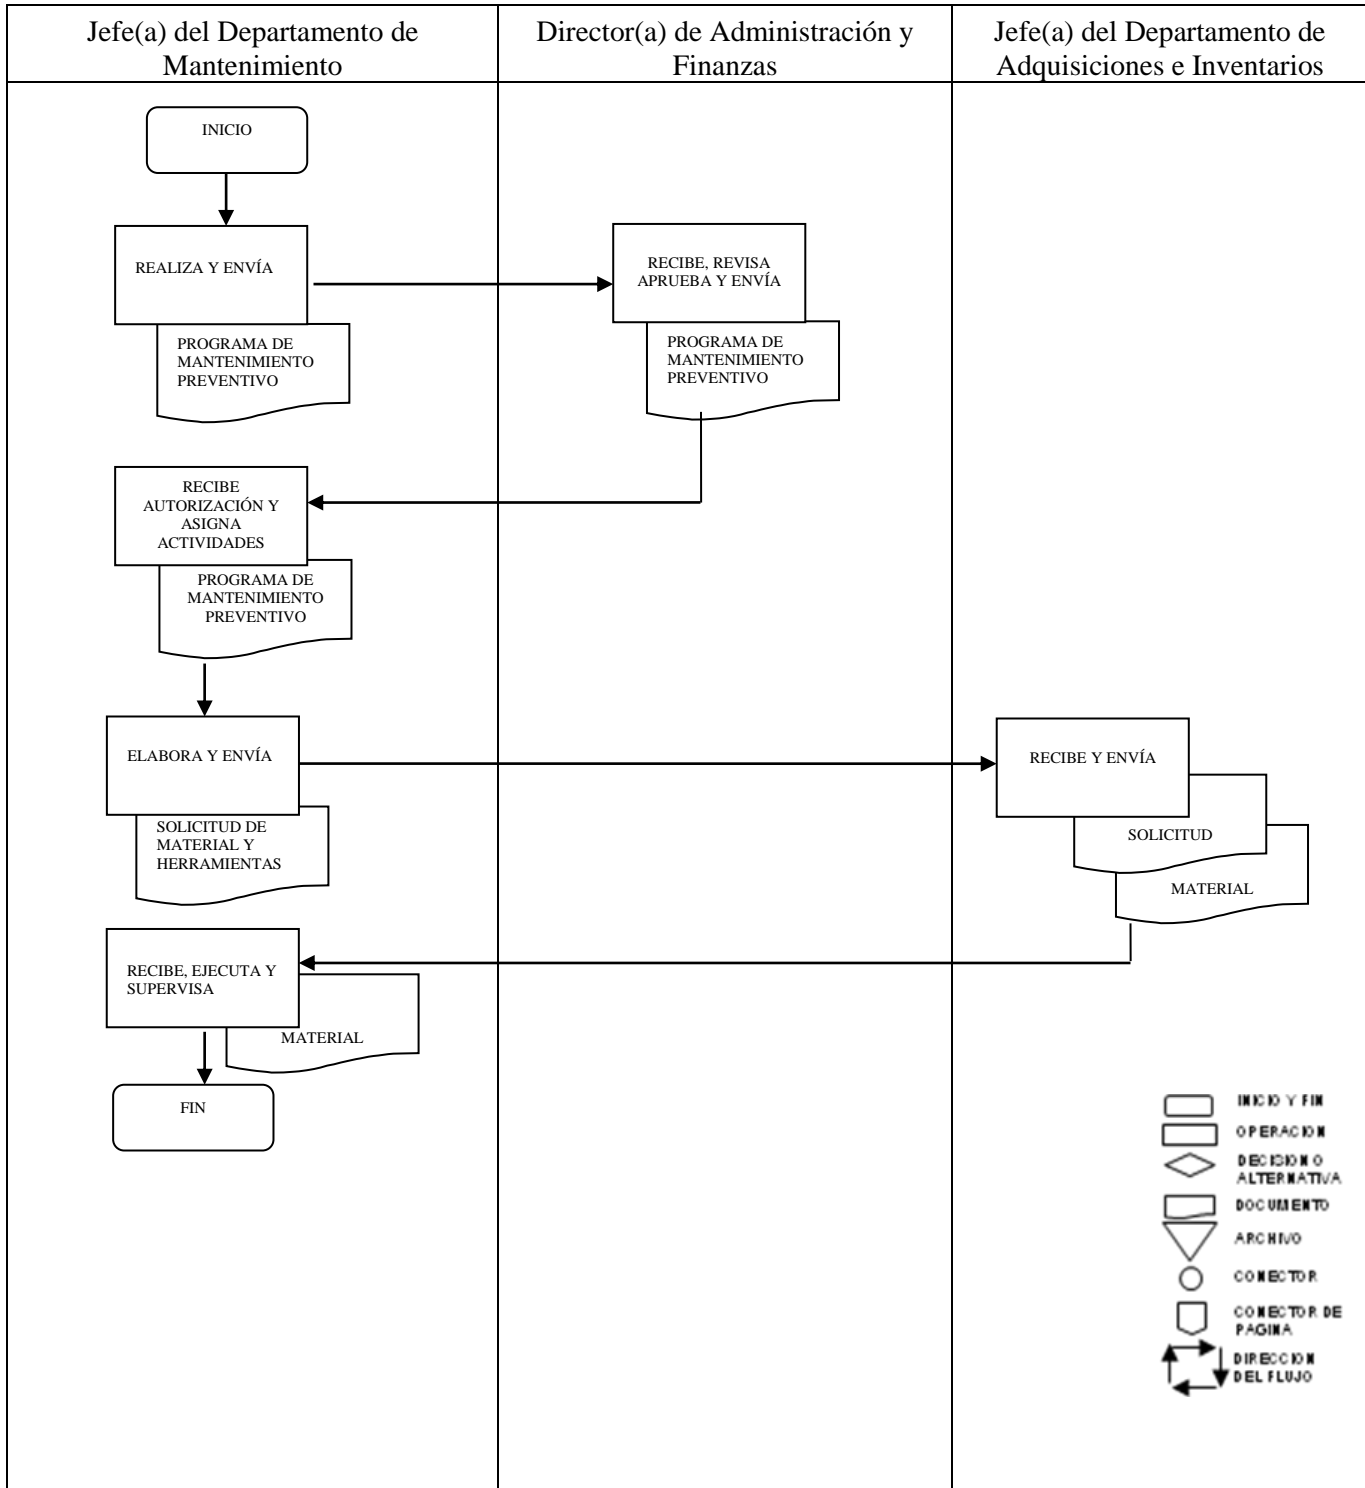 Jefe(a) del Departamento de
Mantenimiento
Director(a) de Administración y
Finanzas
Jefe(a) del Departamento de
Adquisiciones e Inventarios
INICIO
REALIZA Y ENVÍA
PROGRAMA DE
MANTENIMIENTO
PREVENTIVO
RECIBE, REVISA
APRUEBA Y ENVÍA
PROGRAMA DE
MANTENIMIENTO
PREVENTIVO
RECIBE
AUTORIZACIÓN Y
ASIGNA
ACTIVIDADES
PROGRAMA DE
MANTENIMIENTO
PREVENTIVO
ELABORA Y ENVÍA
SOLICITUD DE
MATERIAL Y
HERRAMIENTAS
RECIBE Y ENVÍA
SOLICITUD
MATERIAL
RECIBE, EJECUTA Y
SUPERVISA
MATERIAL
FIN
INICIO Y FIN
OPERACION
DECISION O
ALTERNATIVA
DOCUMENTO
ARCHIVO
CONECTOR
CONECTOR DE
PAGINA
DIRECCION
DEL FLUJO